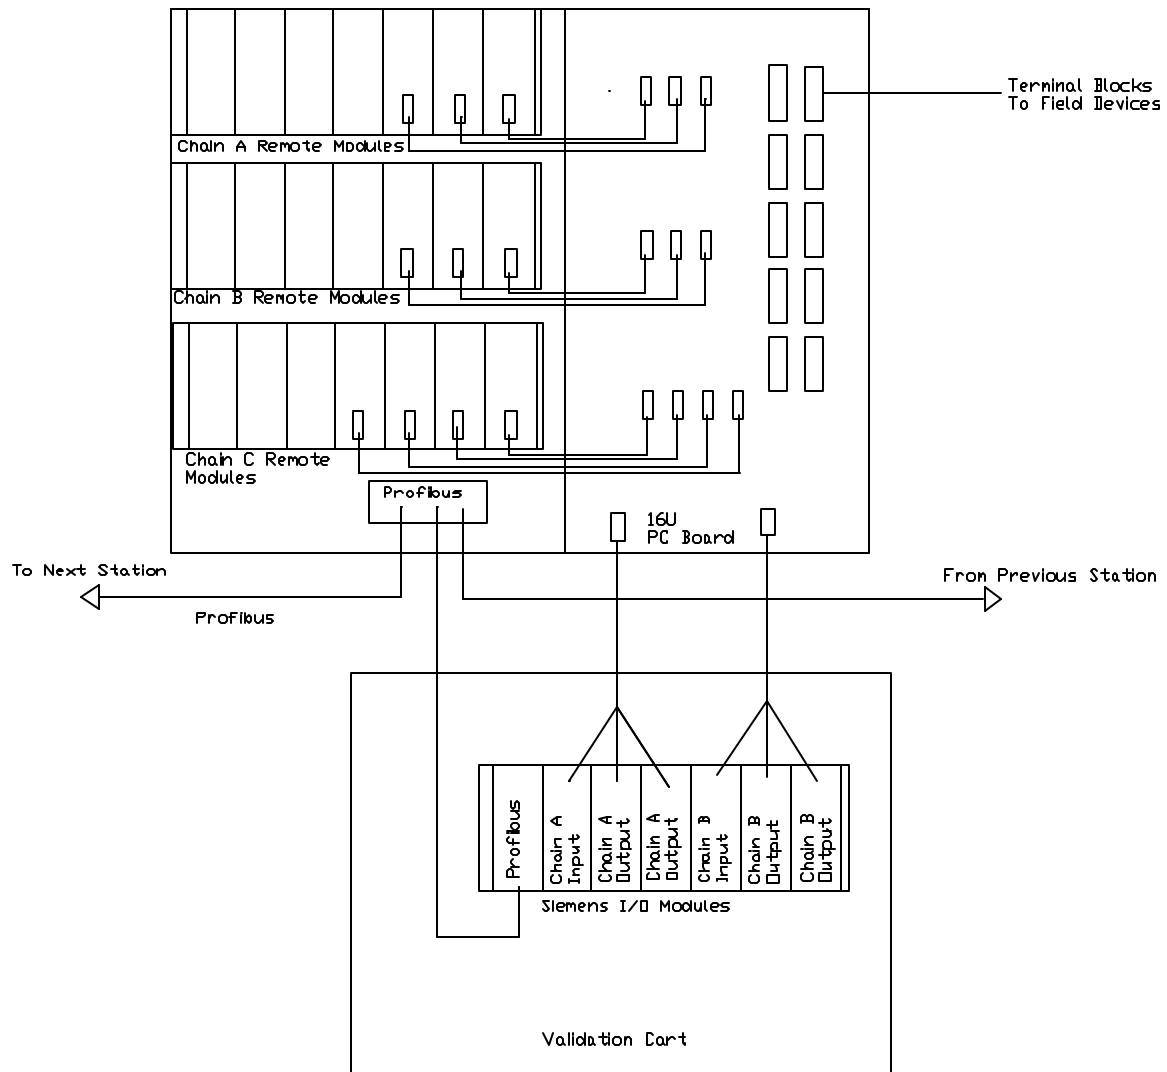 Terminal Blocks
To Field Devices
Chain A Remote Modules
Chain B Remote Modules
Chain C Remote
Modules
Profibus
16U
PC Board
To Next Station
From Previous Station
Profibus
Profibus
Chain A
Input
Chain A
Output
Chain A
Output
Chain B
Input
Chain B
Output
Chain B
Output
Siemens I/O Modules
Validation Cart